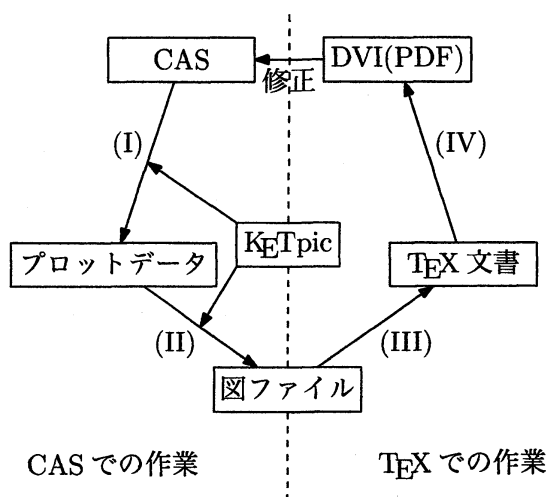 CAS
DVI(PDF)
修正
(I)
(IV)
KETpic
プロットデータ
TEX 文書
(II)
(III)
図ファイル
CAS での作業
TEX での作業